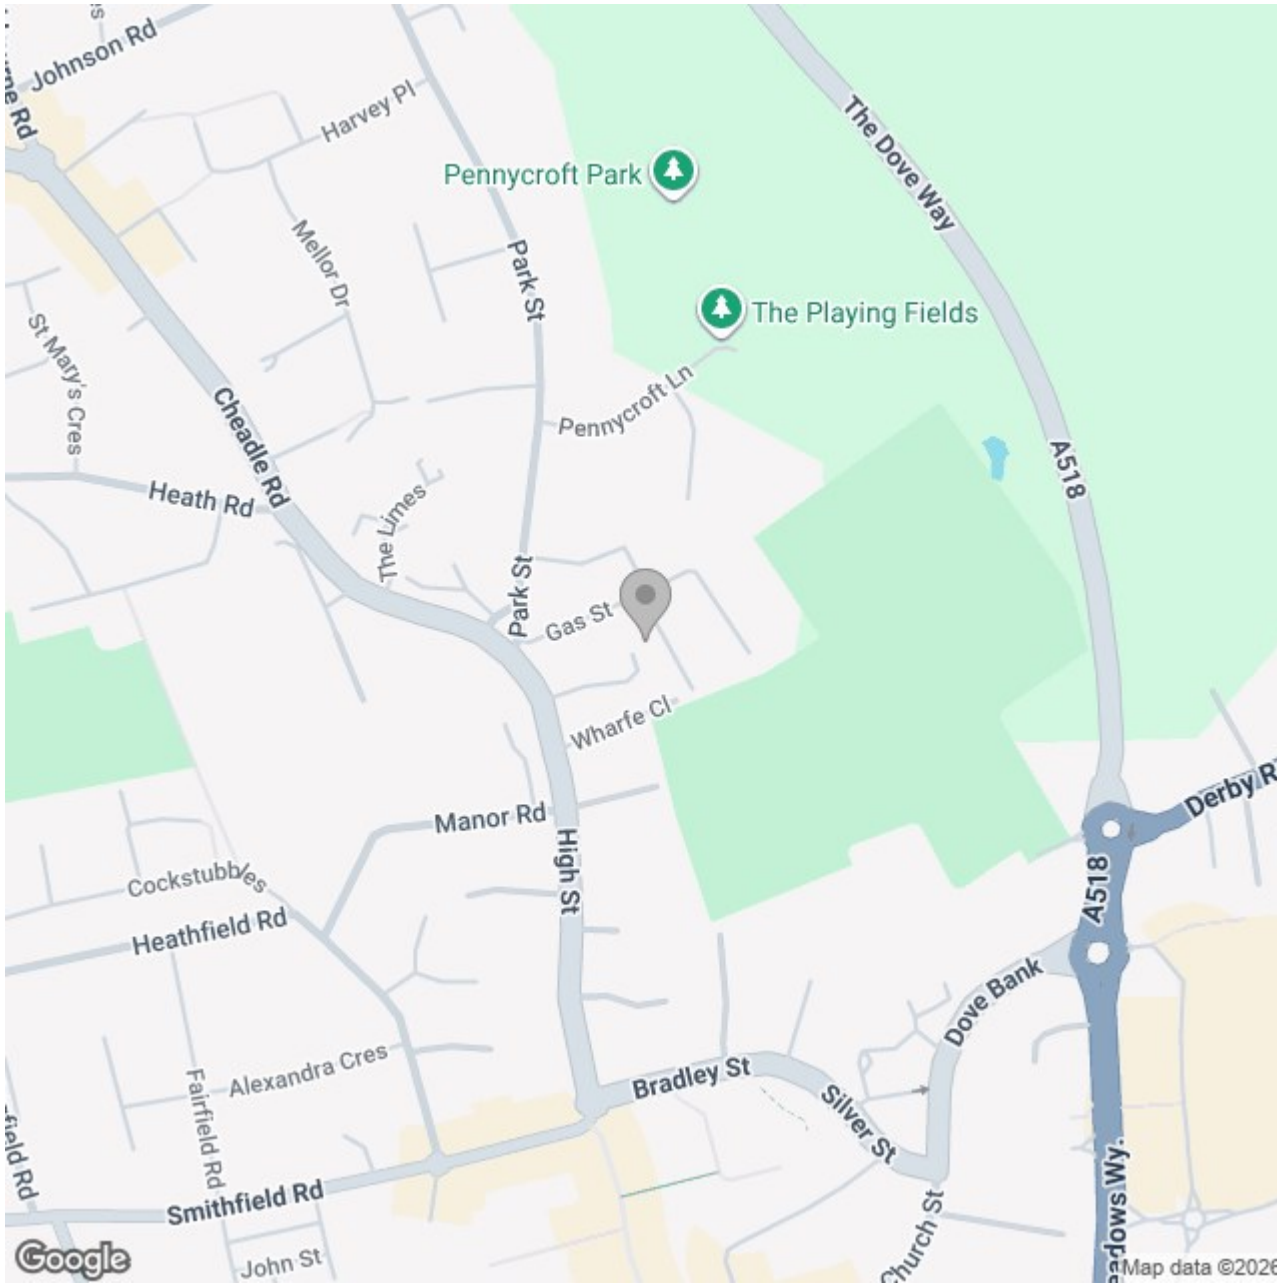 Johnson Rd
Harvey Pl
The Dove Way
Pennycroft Park
Mellor Dr
Park St
The Playing Fields
St Mary's Cres
Pennycroft Ln
Cheadle Rd
A518
Heath Rd
The Limes
Park St
Gas St
Wharfe Cl
Derby R
Manor Rd
High St
Cockstubbles
A518
Heathfield Rd
Dove Bank
Alexandra Cres
Bradley St
Fairfield Rd
Silver St
field Rd
Smithfield Rd
Church St
eadows Wy.
John St
Google
Map data ©2026